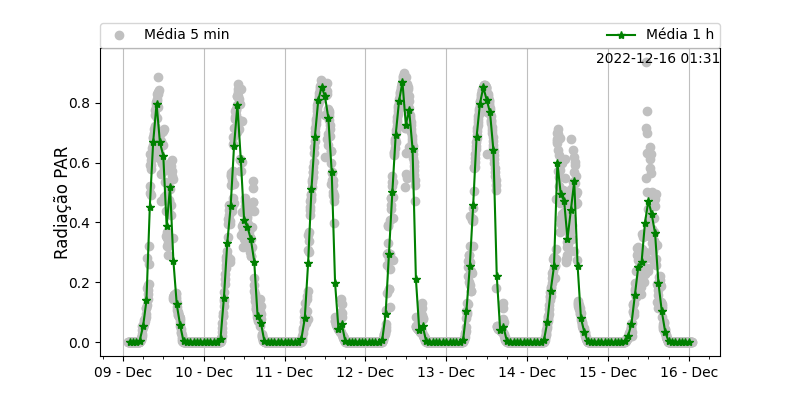 Média 5 min Média 1 h
2022-12-16 01:31
Radiação PAR
0.8
0.6
0.4
0.2
0.0
09 - Dec 10 - Dec 11 - Dec 12 - Dec 13 - Dec 14 - Dec 15 - Dec 16 - Dec